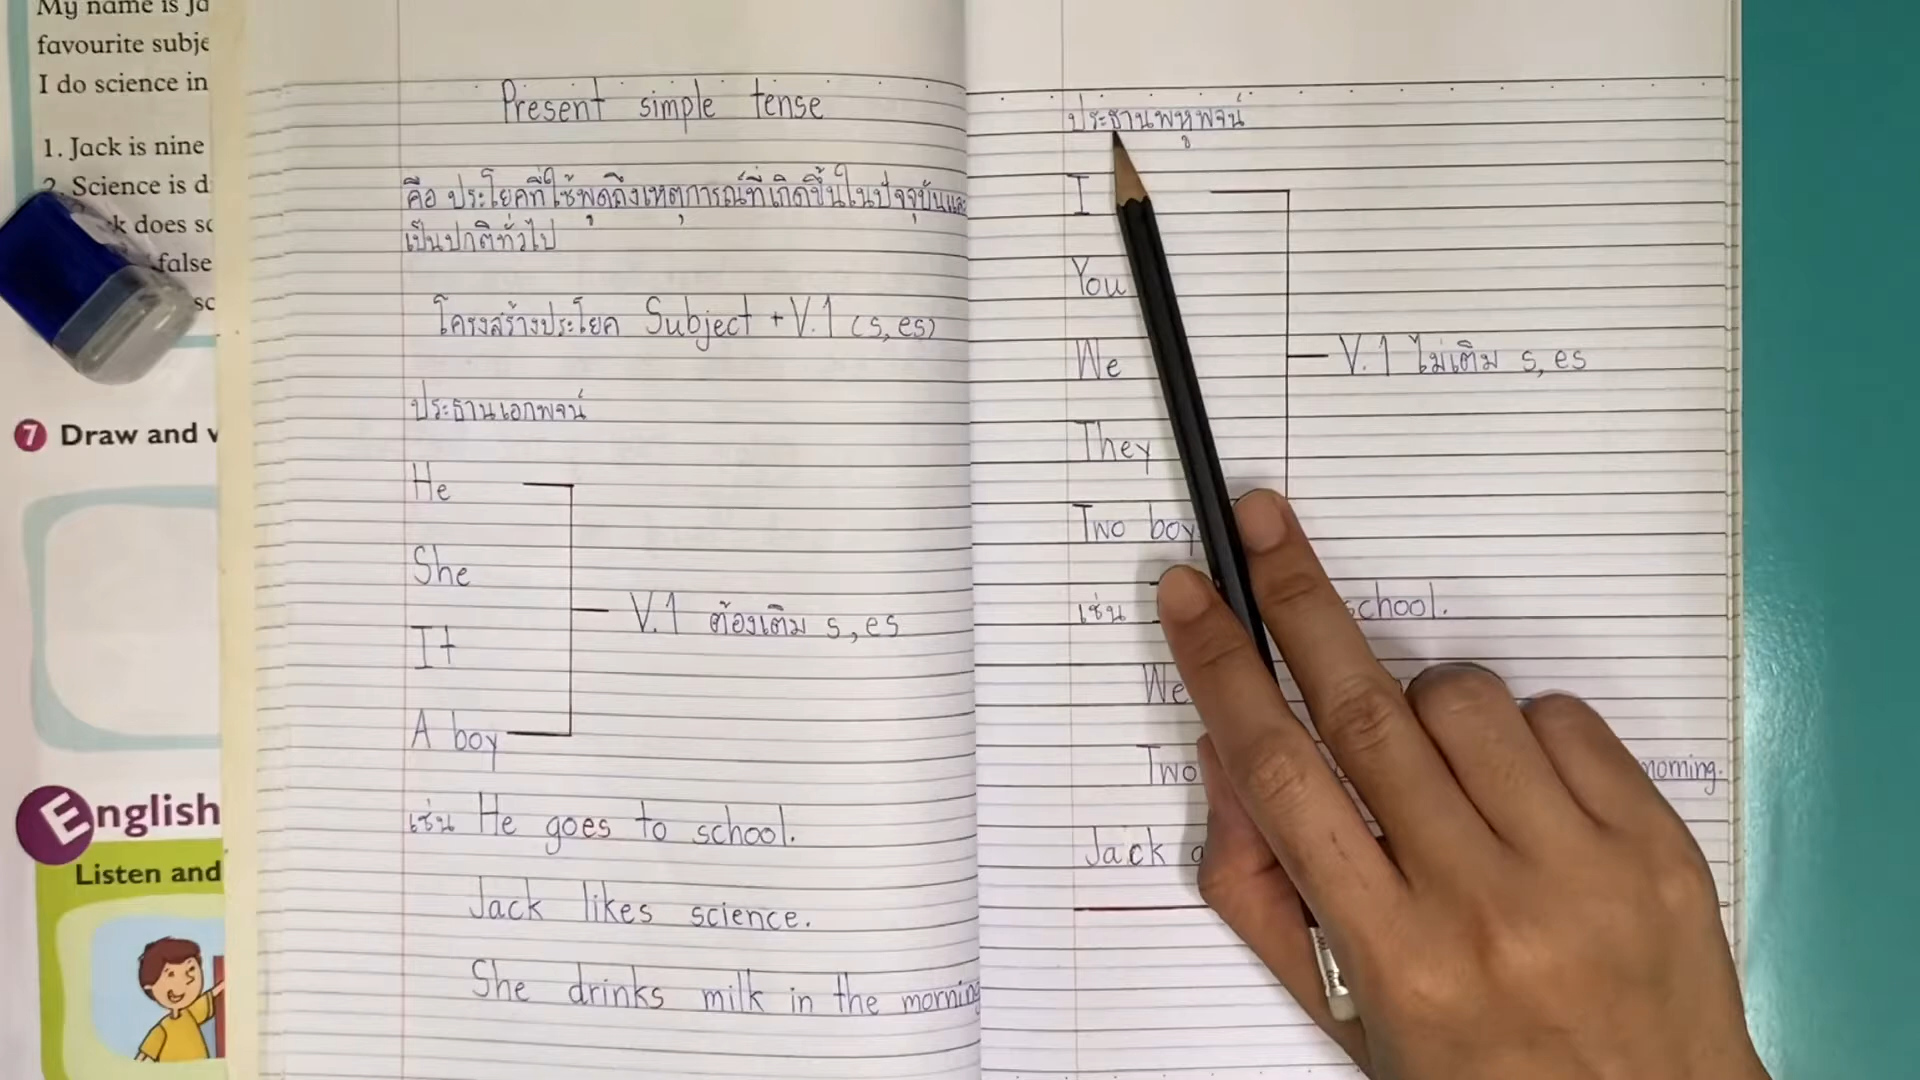 My name is Ja
favourite subje
I do science in
1. Jack is nine
2. Science is d
k does sc
false
sc
7 Draw and w
English
Listen and
Present simple tense
คือ ประโยคที่ใช้พูดถึงเหตุการณ์ที่เกิดขึ้นในปัจจุบันและ
เป็นปกติทั่วไป
โครงสร้างประโยค Subject + V.1 (s, es)
ประธานเอกพจน์
He
She
It
A boy
V.1 ต้องเติม s, es
เช่น He goes to school.
Jack likes science.
She drinks milk in the morning
ประธานพหูพจน์
I
You
We
They
Two boy
V.1 ไม่เติม s, es
เช่น school.
We
Two morning.
Jack a